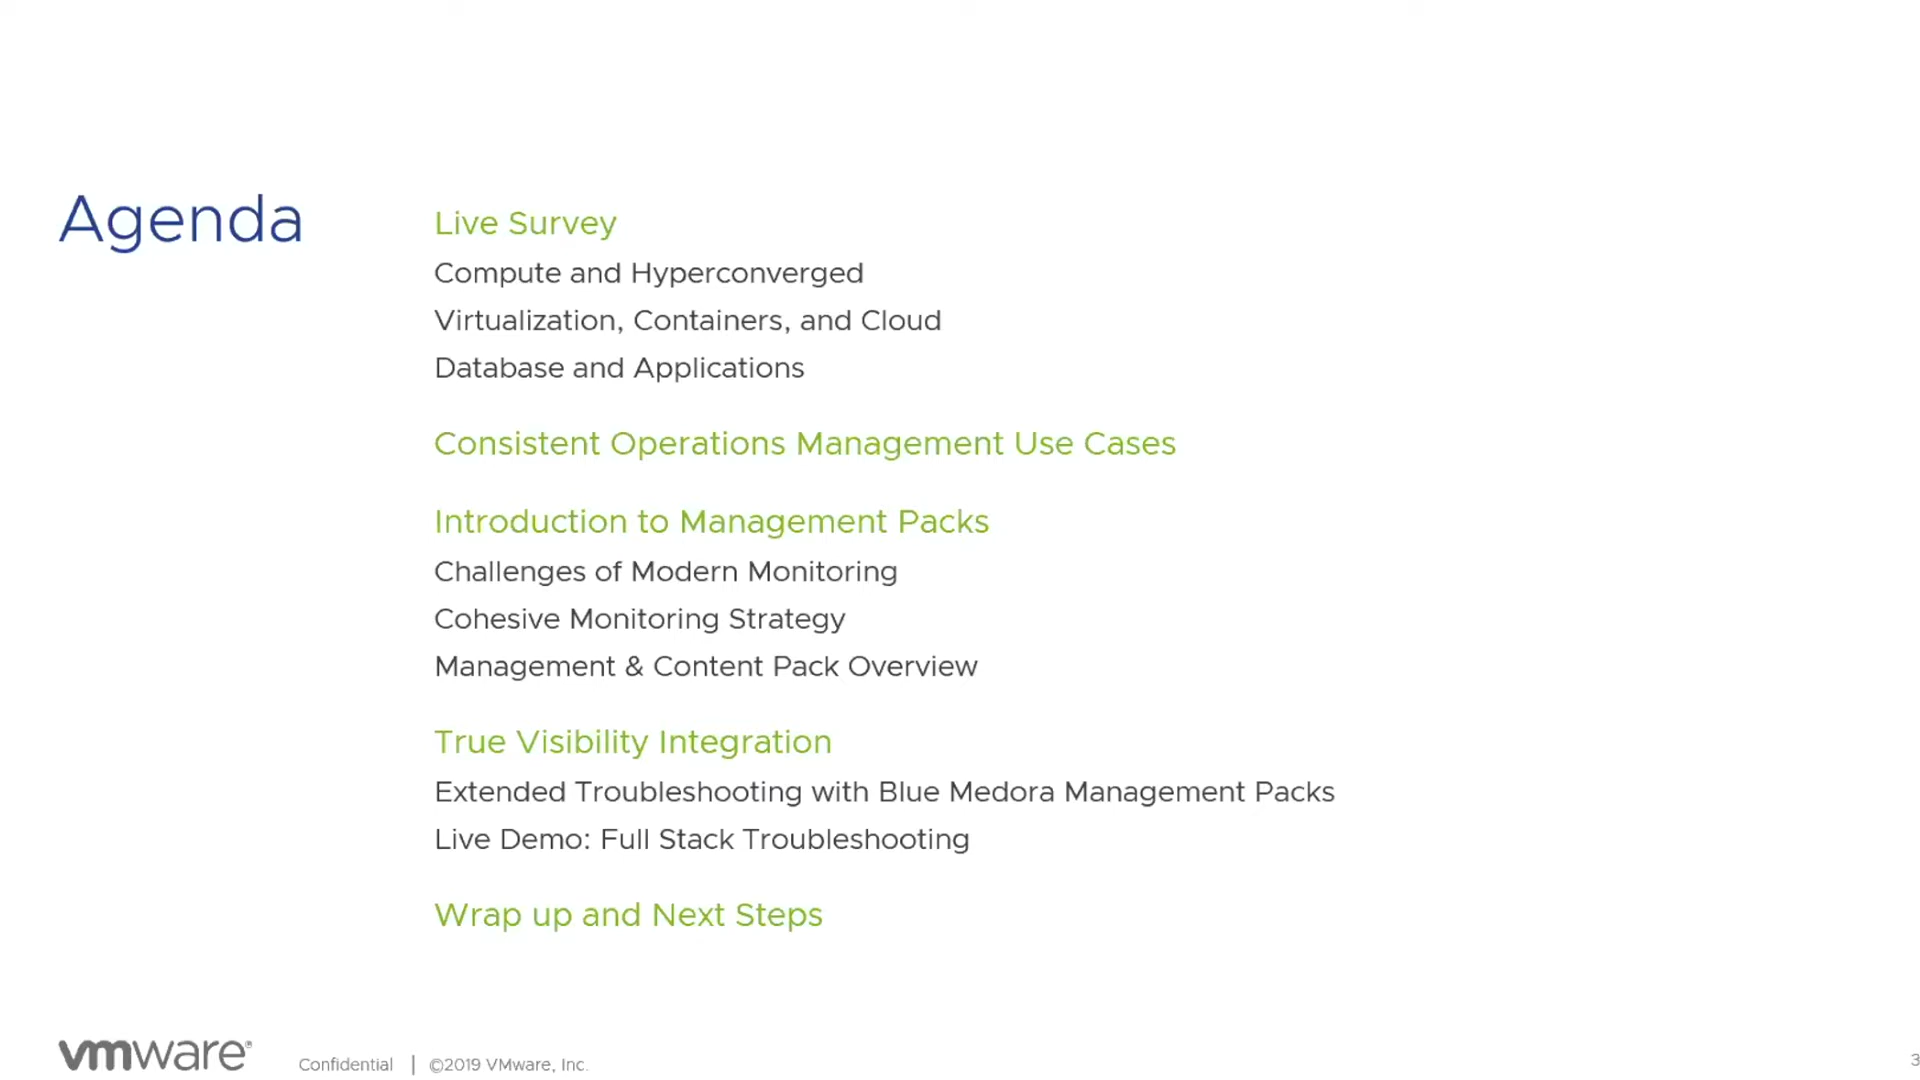 Agenda
Live Survey
Compute and Hyperconverged
Virtualization, Containers, and Cloud
Database and Applications
Consistent Operations Management Use Cases
Introduction to Management Packs
Challenges of Modern Monitoring
Cohesive Monitoring Strategy
Management & Content Pack Overview
True Visibility Integration
Extended Troubleshooting with Blue Medora Management Packs
Live Demo: Full Stack Troubleshooting
Wrap up and Next Steps
vmware® Confidential | ©2019 VMware, Inc. 3